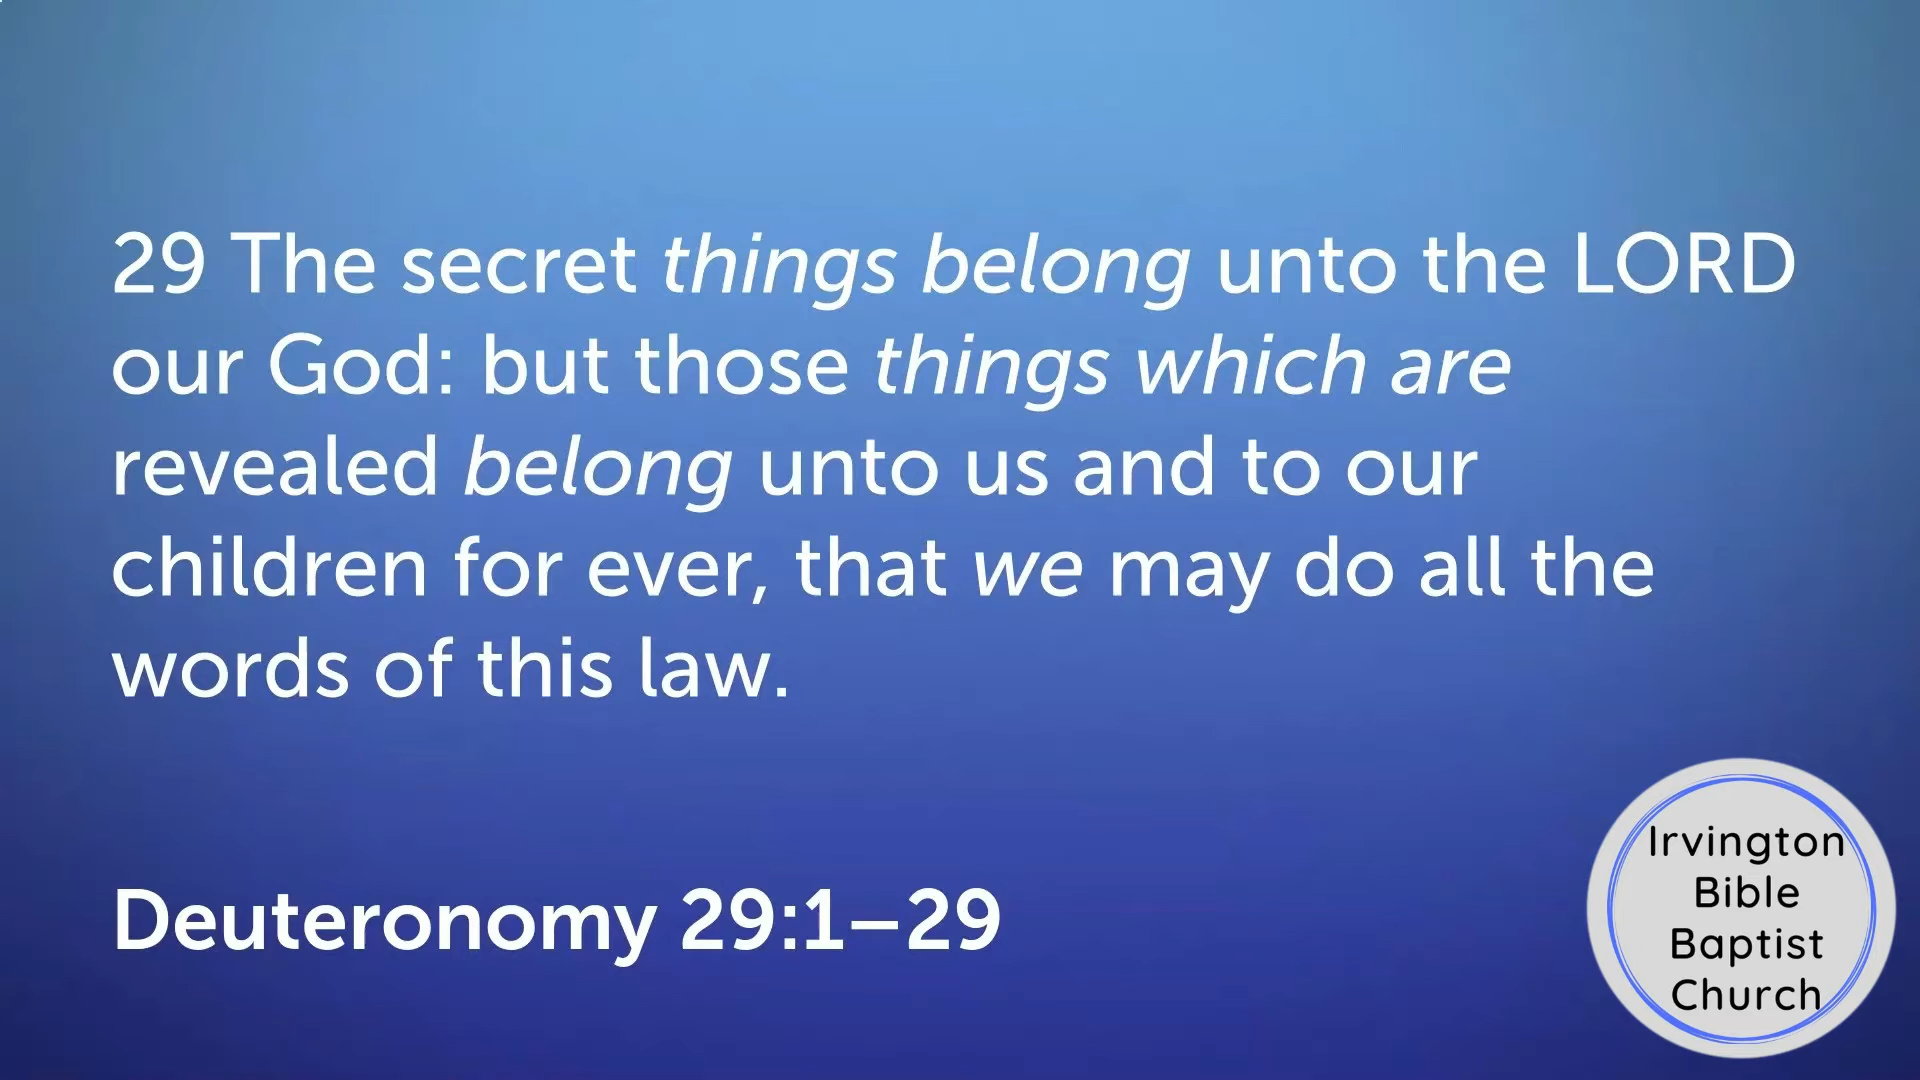 29 The secret things belong unto the LORD
our God: but those things which are
revealed belong unto us and to our
children for ever, that we may do all the
words of this law.
Deuteronomy 29:1–29
Irvington
Bible
Baptist
Church